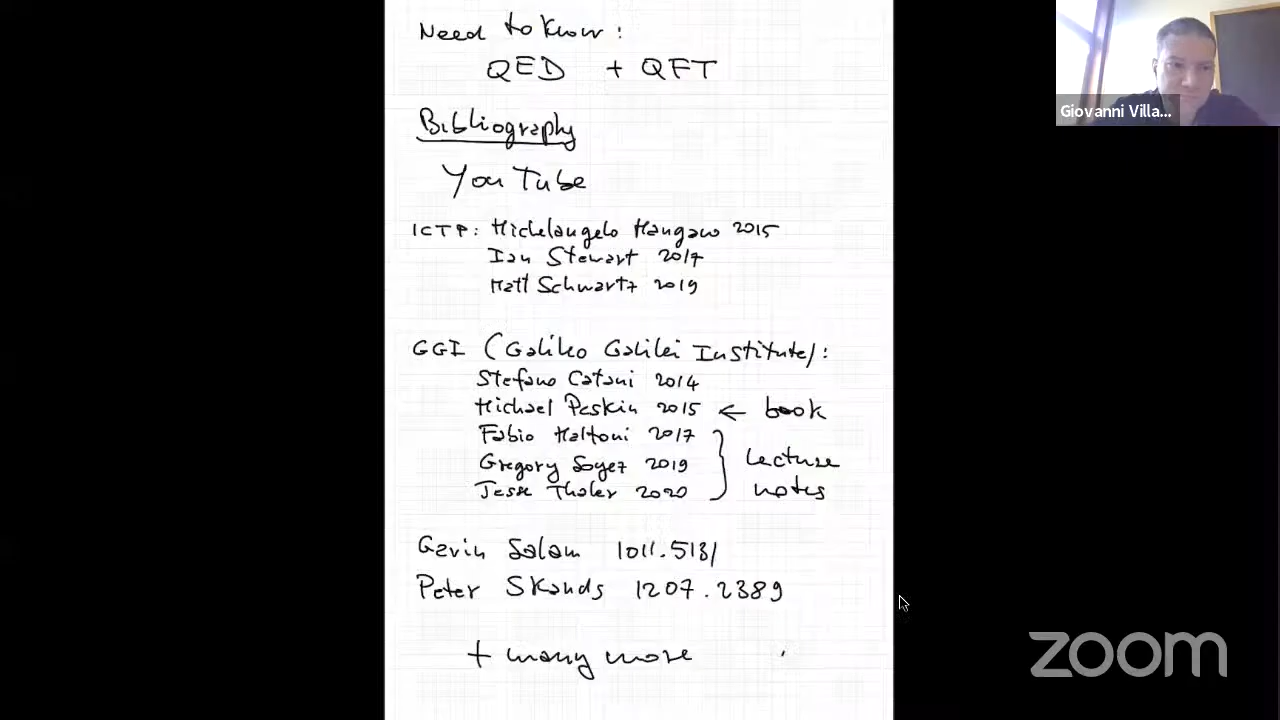 Need to know:
QED + QFT
Bibliography
YouTube
ICTP: Michelangelo Mangano 2015
Ian Stewart 2017
Matt Schwartz 2019
GGI (Galileo Galilei Institute):
Stefano Catani 2014
Michael Peskin 2015 ← book
Fabio Maltoni 2017
Gregory Soyez 2019
Jesse Thaler 2020
lecture
notes
Gavin Salam 1011.5131
Peter Skands 1207.2389
+ many more
Giovanni Villa...
zoom